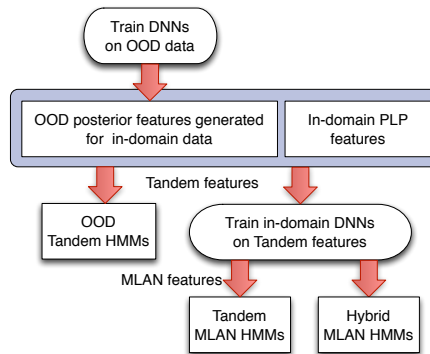 Train DNNs
on OOD data
OOD posterior features generated
for in-domain data
In-domain PLP
features
Tandem features
OOD
Tandem HMMs
Train in-domain DNNs
on Tandem features
MLAN features
Tandem
MLAN HMMs
Hybrid
MLAN HMMs